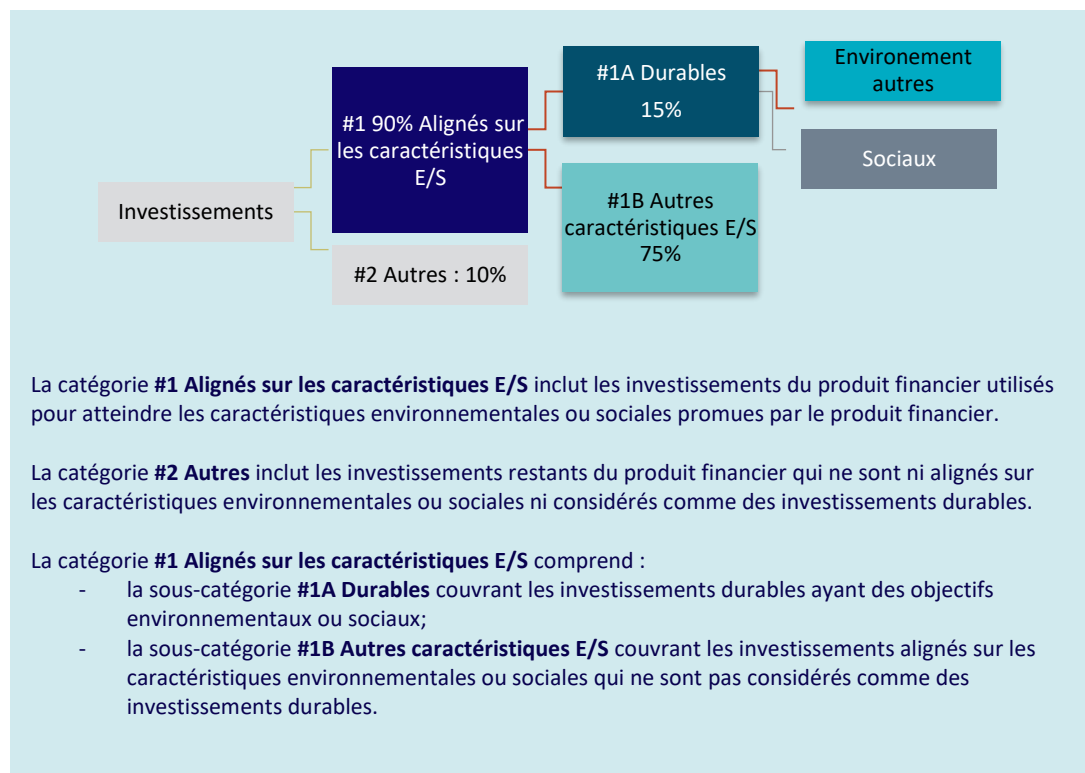 Investissements
#1 90% Alignés sur
les caractéristiques
E/S
#2 Autres : 10%
#1A Durables
15%
#1B Autres
caractéristiques E/S
75%
Environement
autres
Sociaux
La catégorie #1 Alignés sur les caractéristiques E/S inclut les investissements du produit financier utilisés
pour atteindre les caractéristiques environnementales ou sociales promues par le produit financier.
La catégorie #2 Autres inclut les investissements restants du produit financier qui ne sont ni alignés sur
les caractéristiques environnementales ou sociales ni considérés comme des investissements durables.
La catégorie #1 Alignés sur les caractéristiques E/S comprend :
- la sous-catégorie #1A Durables couvrant les investissements durables ayant des objectifs
environnementaux ou sociaux;
- la sous-catégorie #1B Autres caractéristiques E/S couvrant les investissements alignés sur les
caractéristiques environnementales ou sociales qui ne sont pas considérés comme des
investissements durables.